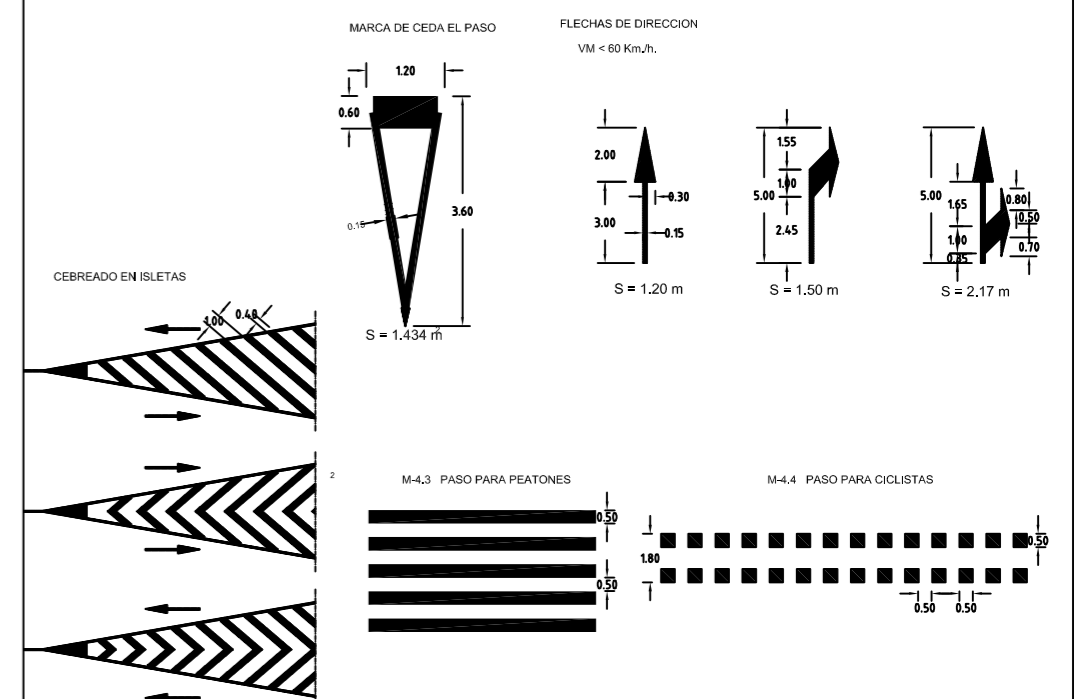 MARCA DE CEDA EL PASO
FLECHAS DE DIRECCION
VM < 60 Km./h.
1.20
0.60
3.60
0.15
S = 1.434 m²
2.00
3.00
0.30
0.15
S = 1.20 m
1.55
1.00
5.00
2.45
S = 1.50 m
5.00
1.65
1.00
0.85
0.80
0.50
0.70
S = 2.17 m
CEBREADO EN ISLETAS
1.00
0.40
2
M-4.3 PASO PARA PEATONES
0.50
0.50
M-4.4 PASO PARA CICLISTAS
1.80
0.50
0.50
0.50